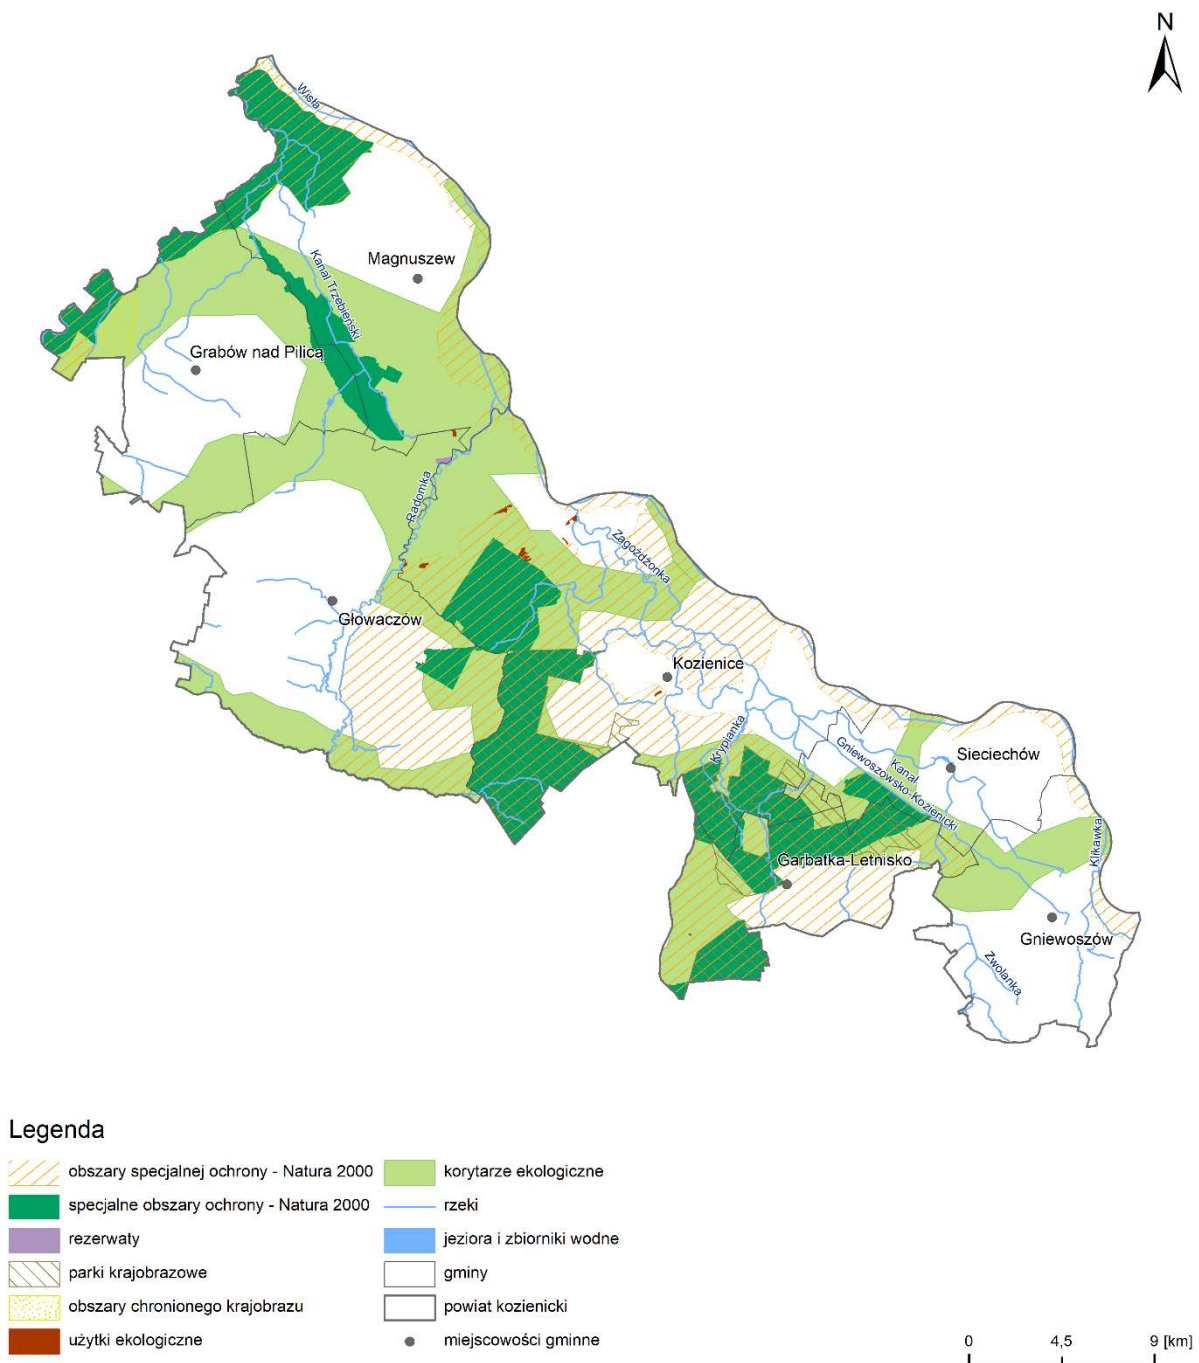 N
Wisła
Magnuszew
Kanał Trzebieński
Grabów nad Pilicą
Radomka
Zagożdżonka
Głowaczów
Kozienice
Krypianka
Gniewoszowsko-Kozienicki
Kanał
Sieciechów
Klikawka
Garbatka-Letnisko
Gniewoszów
Zwolanka
Legenda
obszary specjalnej ochrony - Natura 2000
specjalne obszary ochrony - Natura 2000
rezerwaty
parki krajobrazowe
obszary chronionego krajobrazu
użytki ekologiczne
korytarze ekologiczne
rzeki
jeziora i zbiorniki wodne
gminy
powiat kozienicki
miejscowości gminne
0 4,5 9 [km]